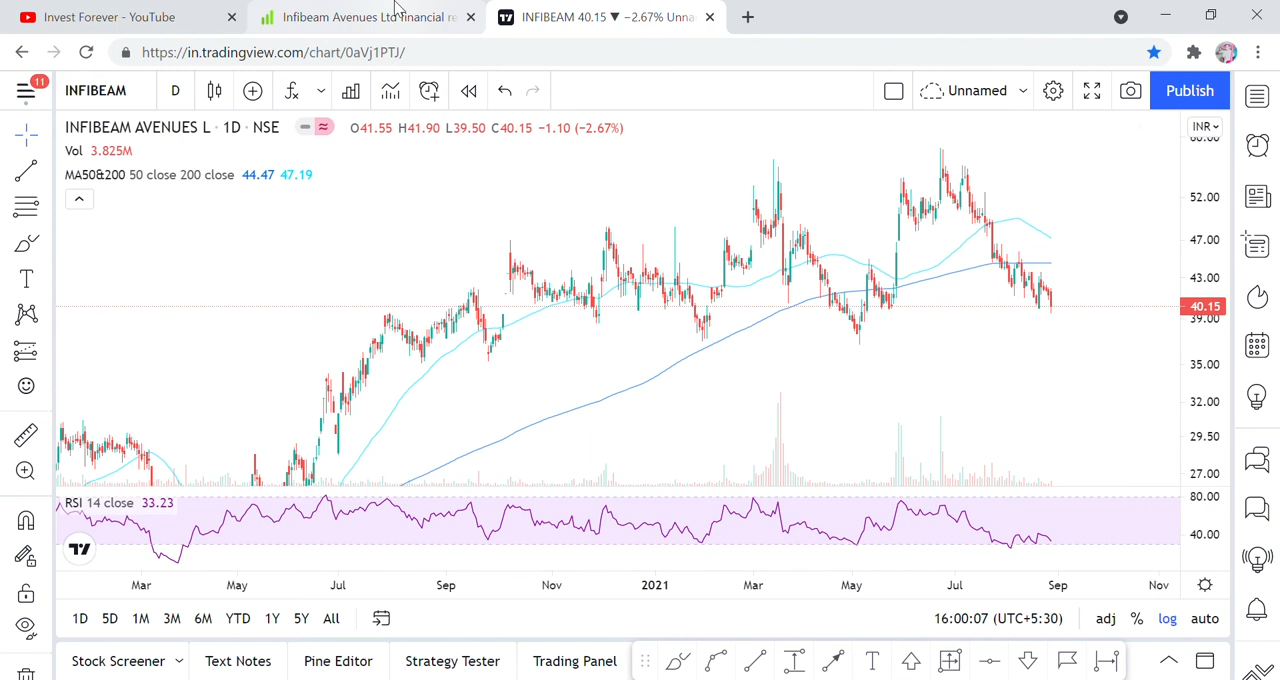 Invest Forever - YouTube
Infibeam Avenues Ltd financial re
INFIBEAM 40.15 ▼ −2.67% Unna
https://in.tradingview.com/chart/0aVj1PTJ/
11
INFIBEAM
D
Unnamed
Publish
INFIBEAM AVENUES L · 1D · NSE
O41.55 H41.90 L39.50 C40.15 −1.10 (−2.67%)
INR
Vol 3.825M
MA50&200 50 close 200 close 44.47 47.19
60.00
52.00
47.00
43.00
40.15
39.00
35.00
32.00
29.50
27.00
RSI 14 close 33.23
80.00
40.00
Mar May Jul Sep Nov 2021 Mar May Jul Sep Nov
1D 5D 1M 3M 6M YTD 1Y 5Y All
16:00:07 (UTC+5:30)
adj % log auto
Stock Screener
Text Notes
Pine Editor
Strategy Tester
Trading Panel